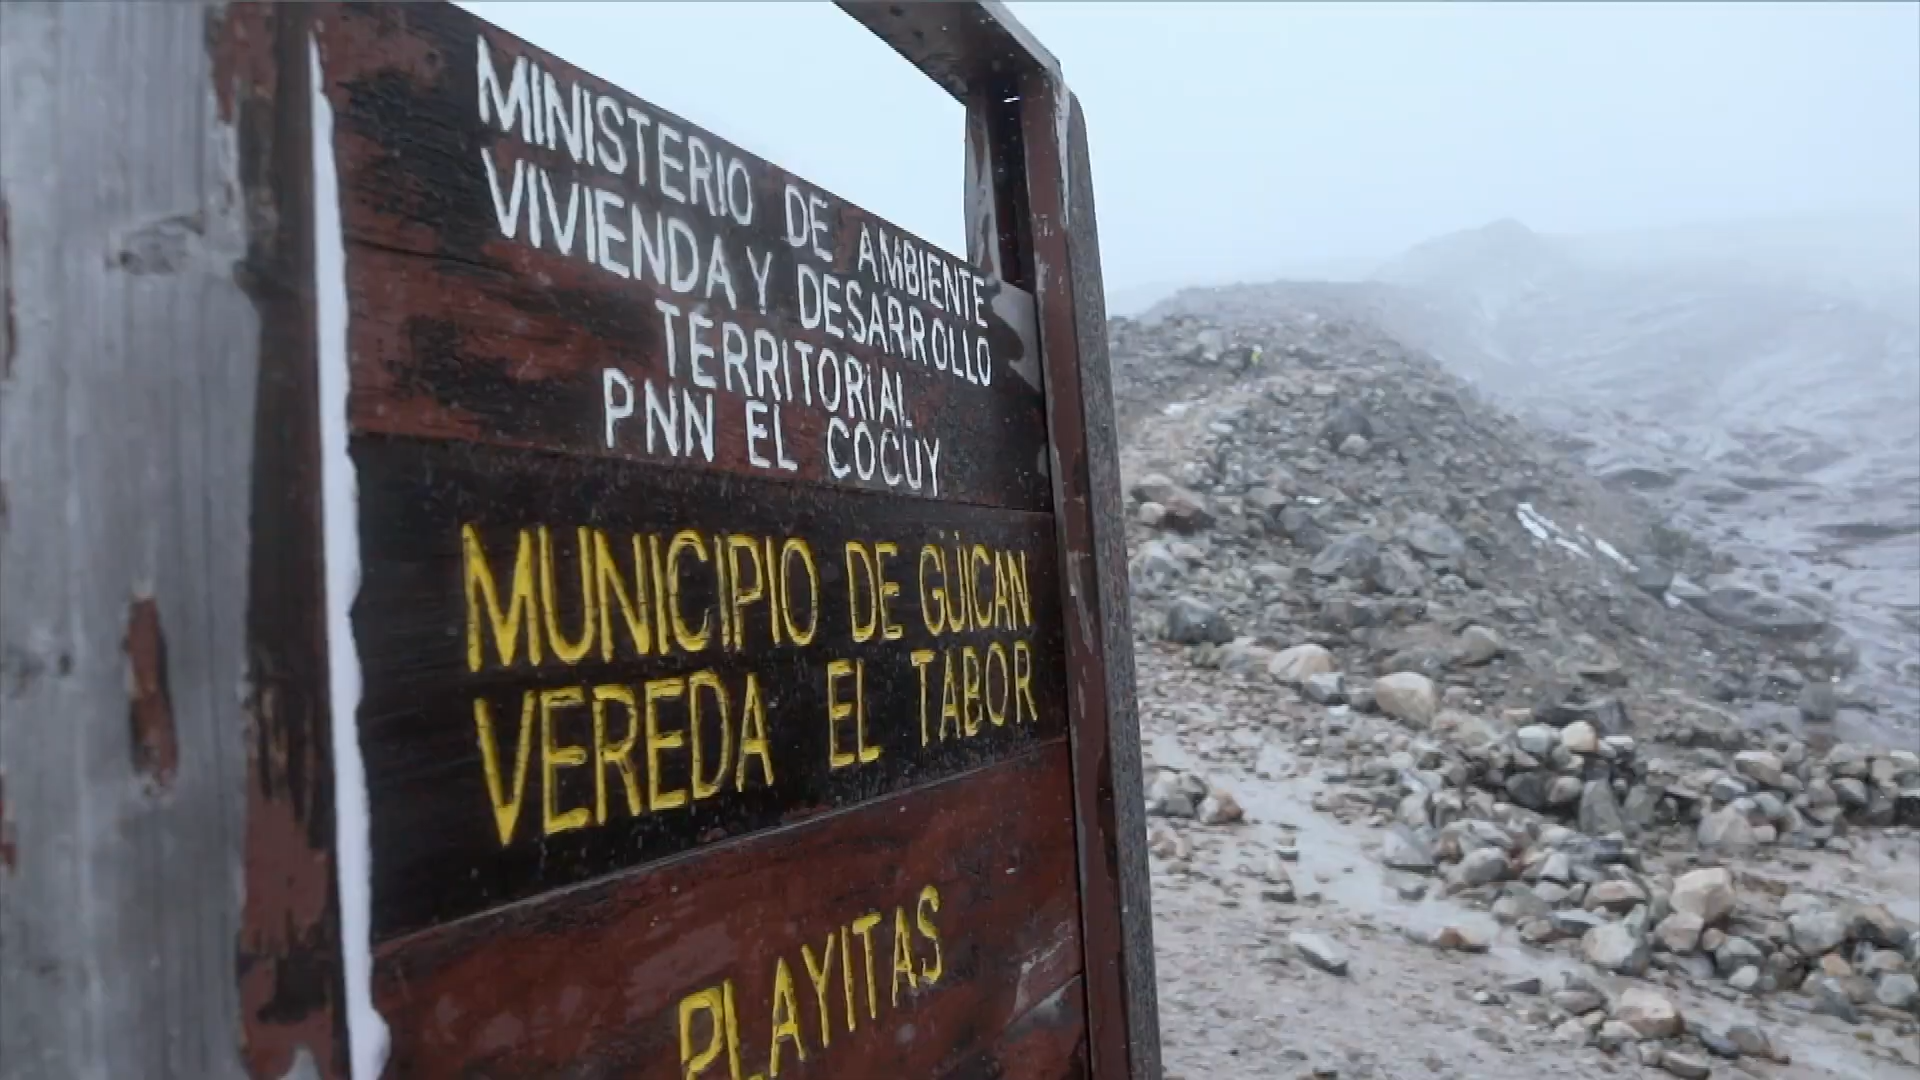 MINISTERIO DE AMBIENTE
VIVIENDA Y DESARROLLO
TERRITORIAL
PNN EL COCUY
MUNICIPIO DE GÜICAN
VEREDA EL TABOR
PLAYITAS